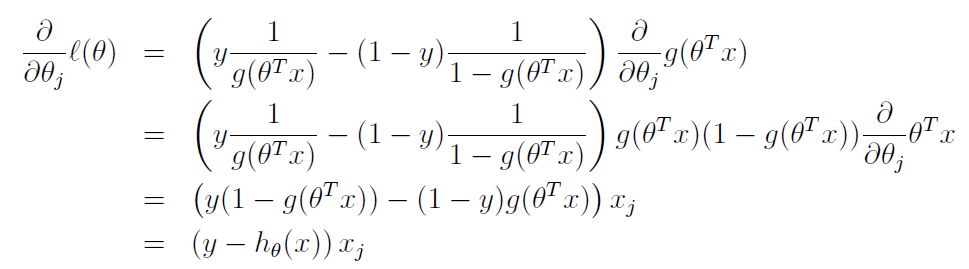 ∂/∂θ_j ℓ(θ) = ( y 1/g(θ^T x) − (1 − y) 1/(1 − g(θ^T x)) ) ∂/∂θ_j g(θ^T x)
= ( y 1/g(θ^T x) − (1 − y) 1/(1 − g(θ^T x)) ) g(θ^T x)(1 − g(θ^T x)) ∂/∂θ_j θ^T x
= ( y(1 − g(θ^T x)) − (1 − y)g(θ^T x) ) x_j
= (y − h_θ(x)) x_j